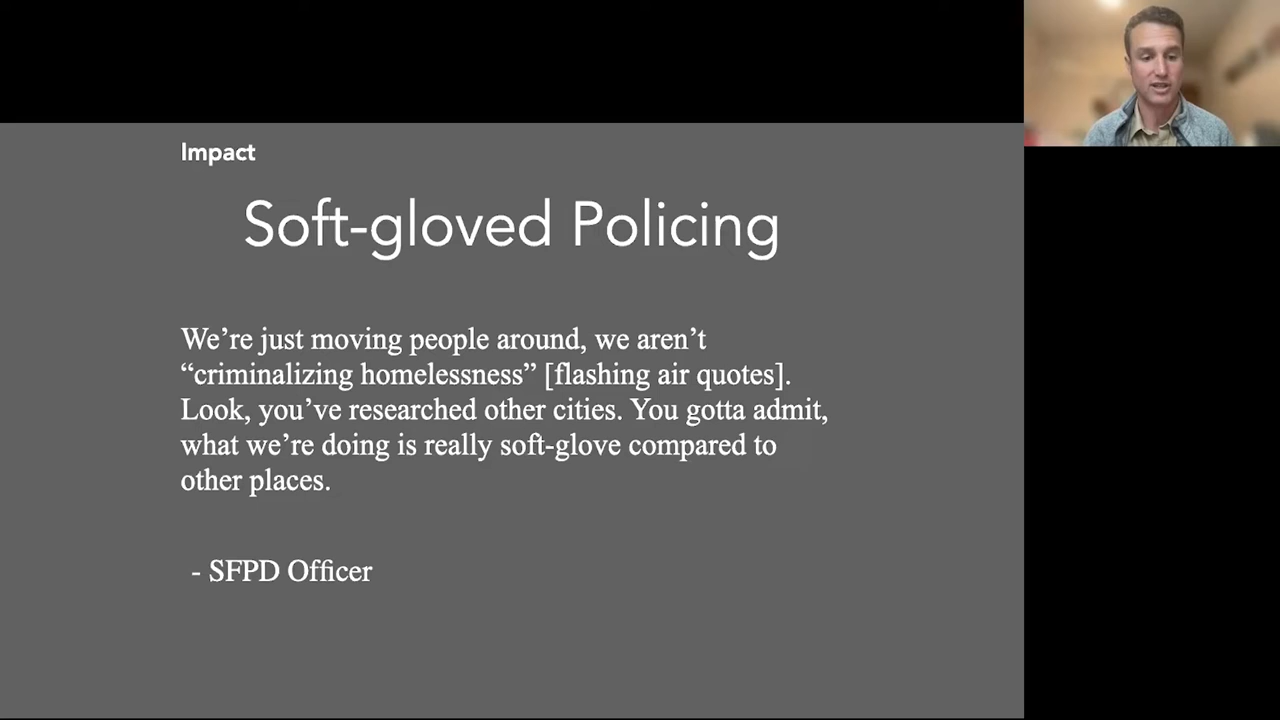 Impact
Soft-gloved Policing
We’re just moving people around, we aren’t
“criminalizing homelessness” [flashing air quotes].
Look, you’ve researched other cities. You gotta admit,
what we’re doing is really soft-glove compared to
other places.
- SFPD Officer